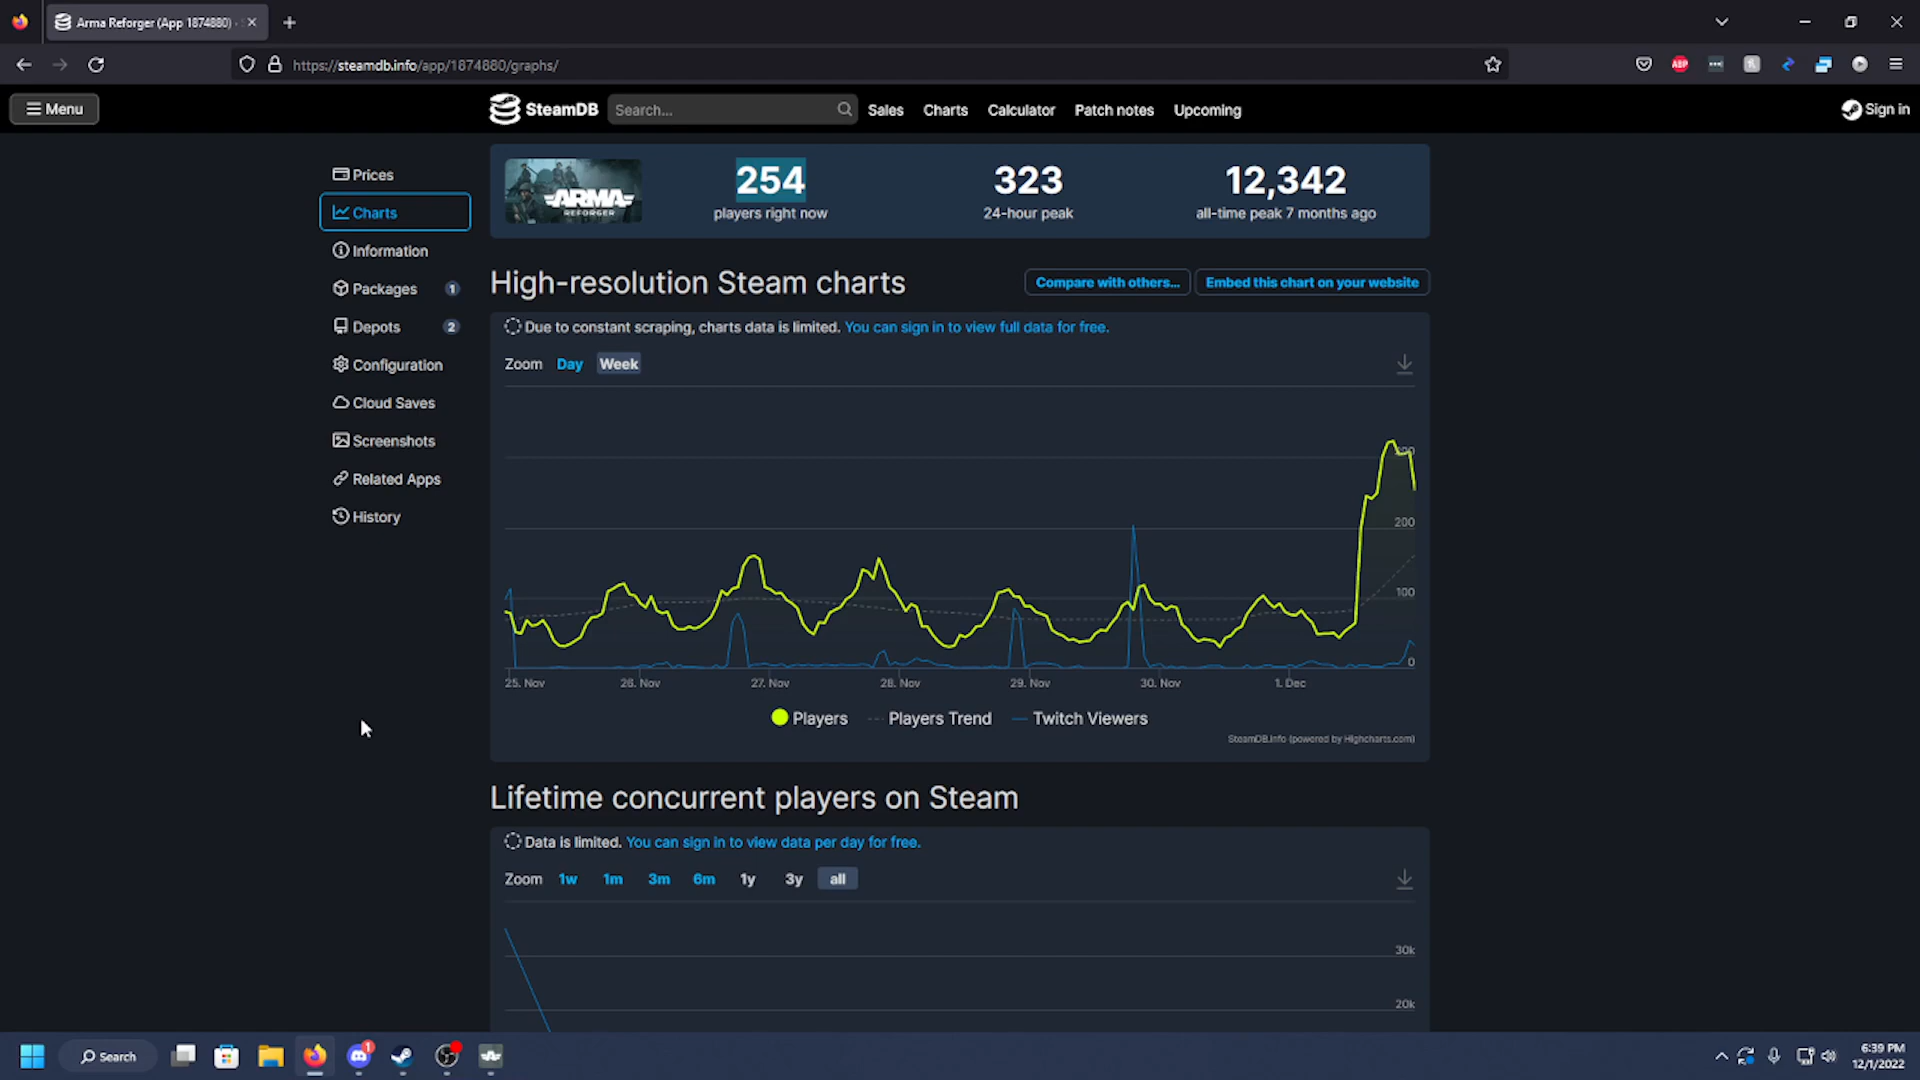 Arma Reforger (App 1874880) ·
https://steamdb.info/app/1874880/graphs/
ABP
Menu
SteamDB
Search...
Sales
Charts
Calculator
Patch notes
Upcoming
Sign in
Prices
Charts
Information
Packages 1
Depots 2
Configuration
Cloud Saves
Screenshots
Related Apps
History
ARMA
REFORGER
254
players right now
323
24-hour peak
12,342
all-time peak 7 months ago
High-resolution Steam charts
Compare with others...
Embed this chart on your website
Due to constant scraping, charts data is limited. You can sign in to view full data for free.
Zoom Day Week
300
200
100
0
25. Nov 26. Nov 27. Nov 28. Nov 29. Nov 30. Nov 1. Dec
Players Players Trend Twitch Viewers
SteamDB.info (powered by Highcharts.com)
Lifetime concurrent players on Steam
Data is limited. You can sign in to view data per day for free.
Zoom 1w 1m 3m 6m 1y 3y all
30k
20k
Search
1
6:39 PM
12/1/2022